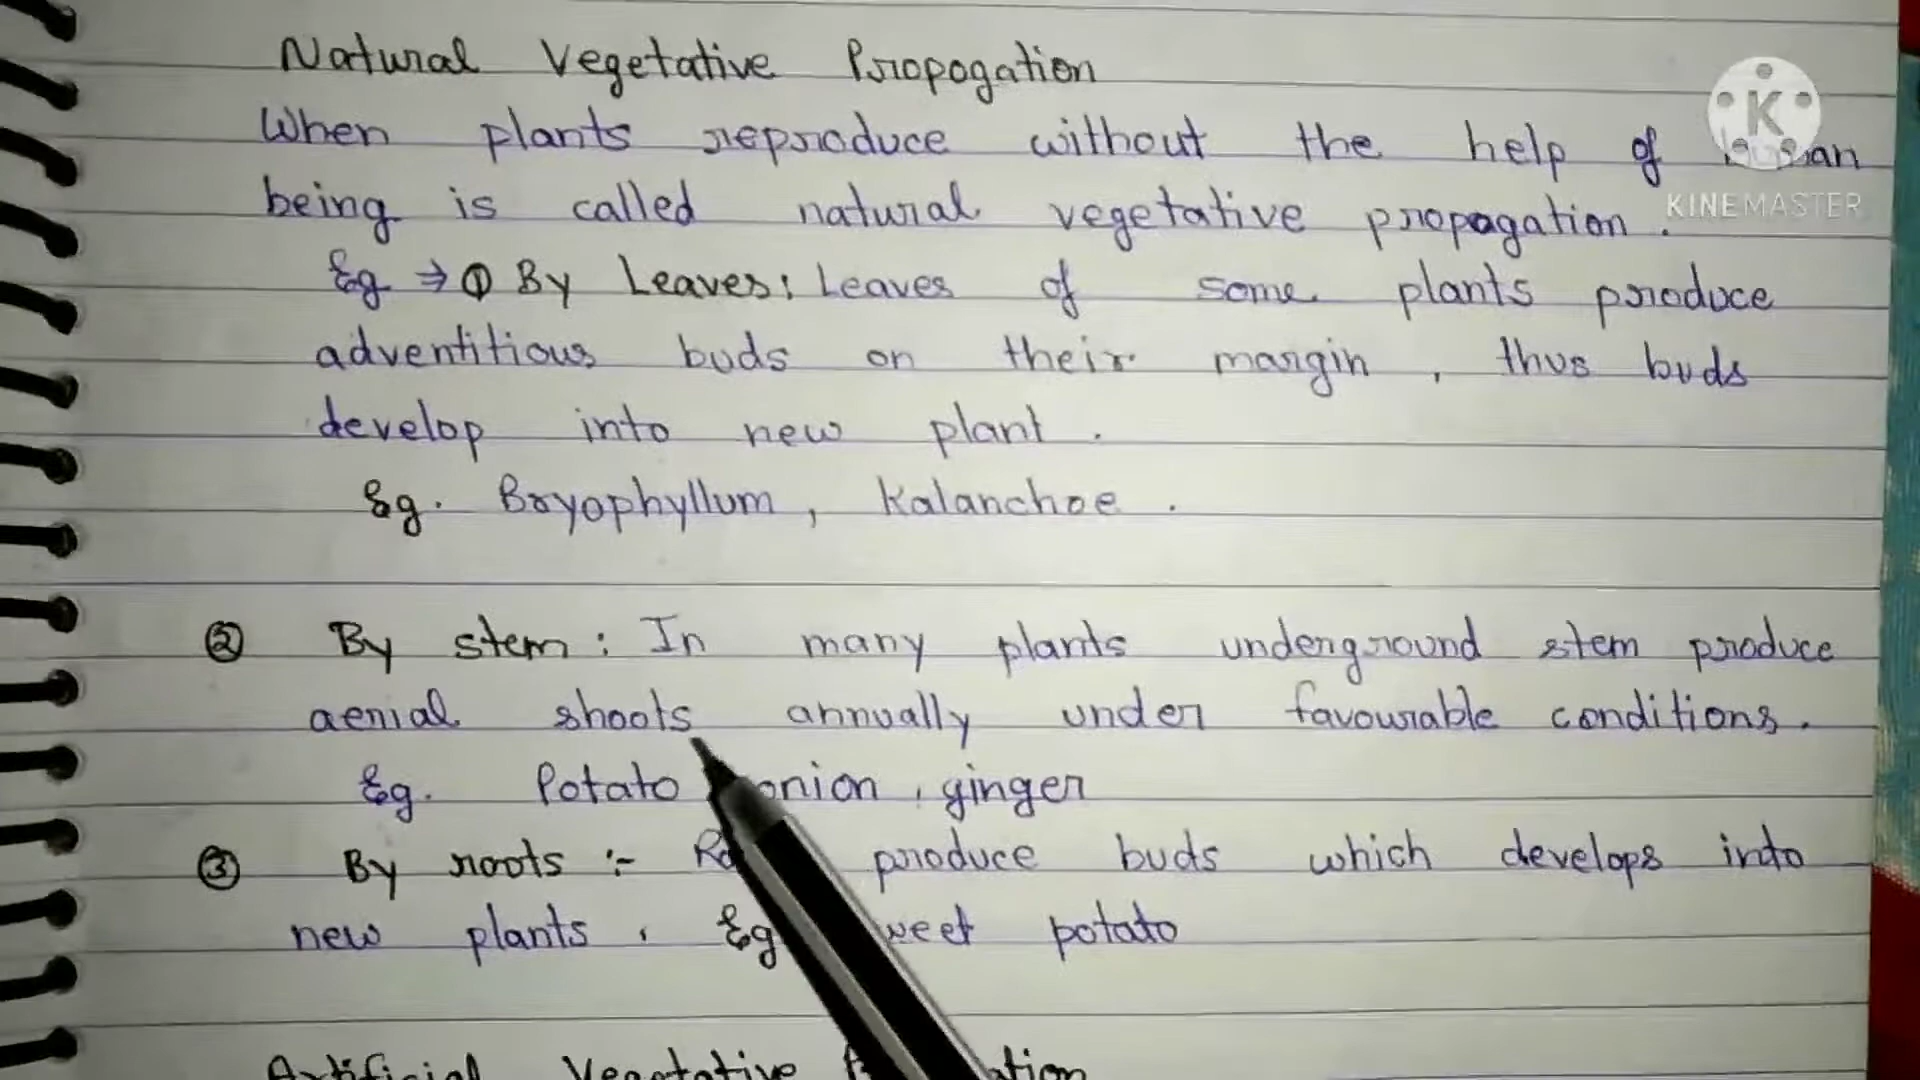 Natural Vegetative Propogation
When plants reproduce without the help of
being is called natural vegetative propagation.
KINEMASTER
Eg ⇒ ① By Leaves: Leaves of some plants produce
adventitious buds on their margin, thus buds
develop into new plant.
Eg. Bryophyllum, Kalanchoe.
② By stem: In many plants underground stem produce
aerial shoots annually under favourable conditions.
Eg. Potato onion, ginger
③ By roots :- produce buds which develops into
new plants. Eg potato
Artificial Vegetative